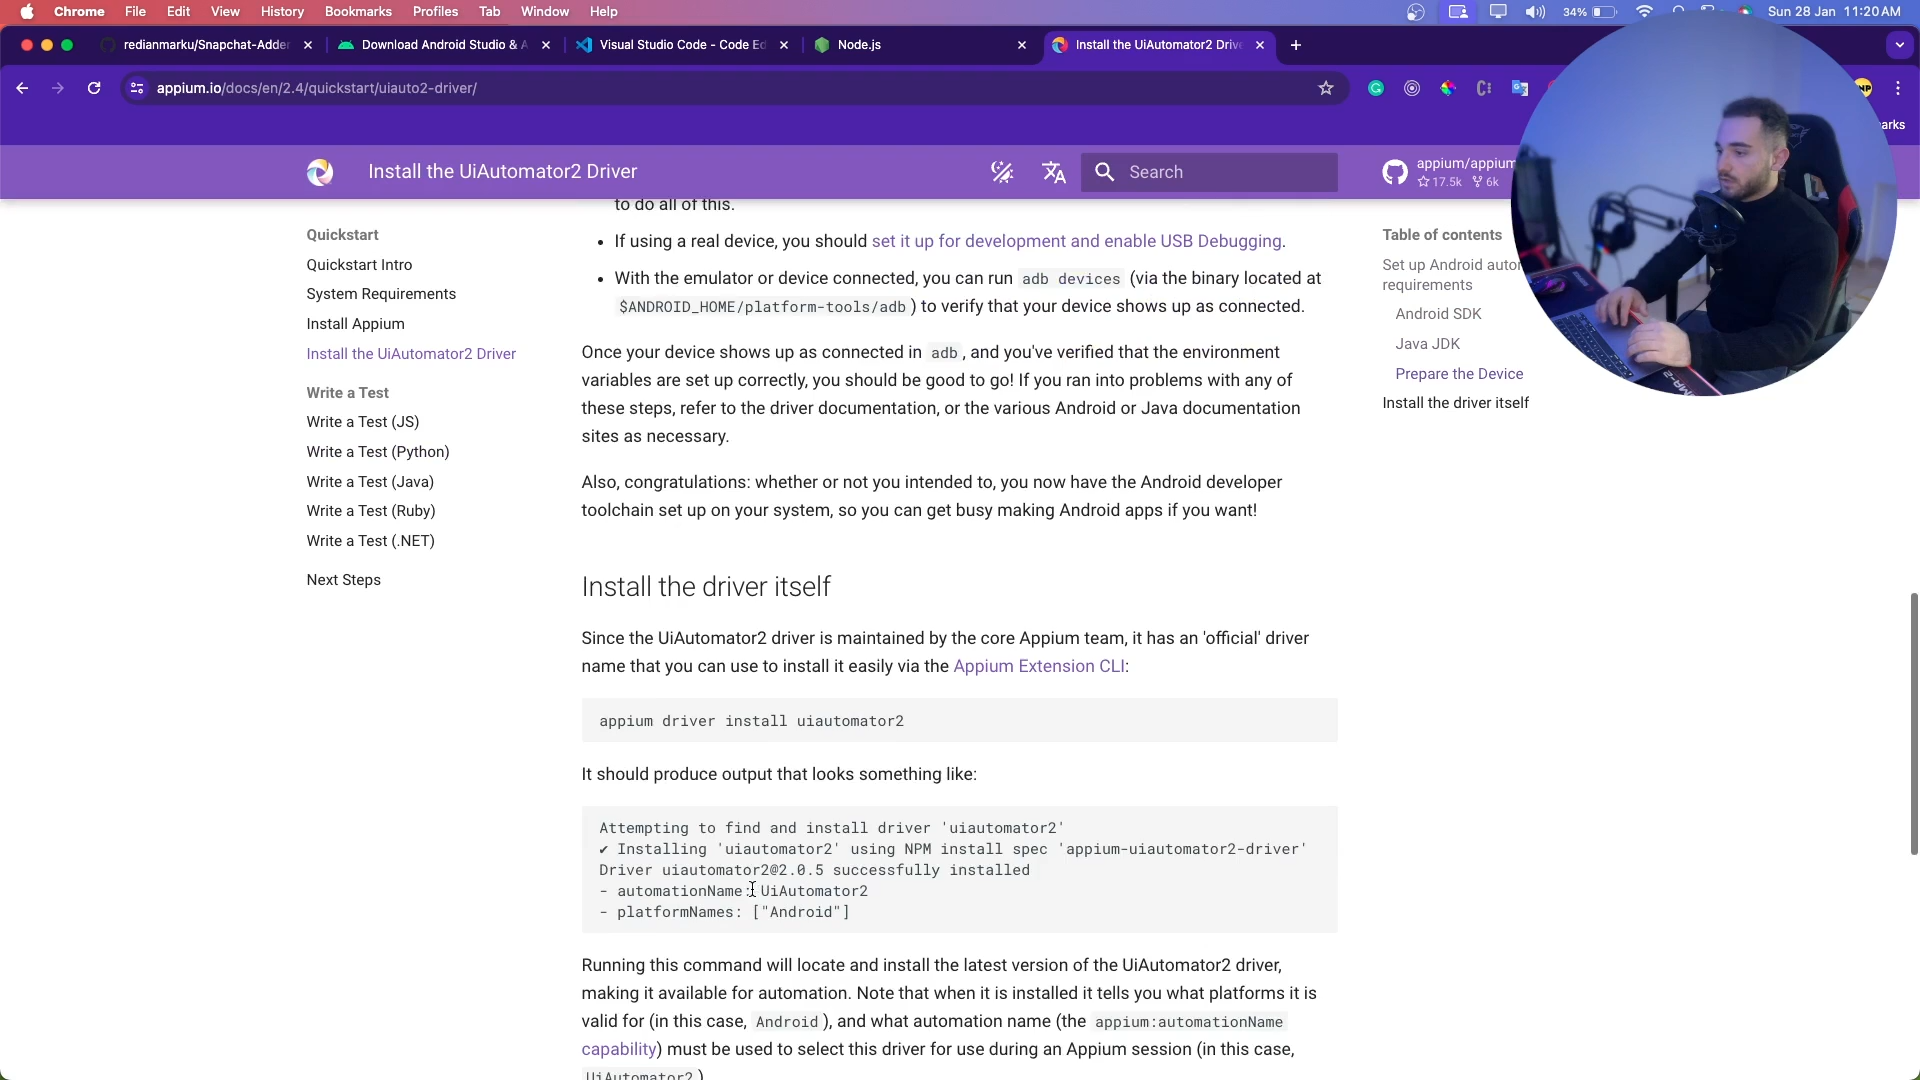 Chrome File Edit View History Bookmarks Profiles Tab Window Help 34% Sun 28 Jan 11:20AM
redianmarku/Snapchat-Adder Download Android Studio & A Visual Studio Code - Code Ed Node.js Install the UiAutomator2 Drive
appium.io/docs/en/2.4/quickstart/uiauto2-driver/
arks
Install the UiAutomator2 Driver Search appium/appium
17.5k 6k
Quickstart
Quickstart Intro
System Requirements
Install Appium
Install the UiAutomator2 Driver
Write a Test
Write a Test (JS)
Write a Test (Python)
Write a Test (Java)
Write a Test (Ruby)
Write a Test (.NET)
Next Steps
to do all of this.
• If using a real device, you should set it up for development and enable USB Debugging.
• With the emulator or device connected, you can run adb devices (via the binary located at
$ANDROID_HOME/platform-tools/adb ) to verify that your device shows up as connected.
Once your device shows up as connected in adb , and you've verified that the environment
variables are set up correctly, you should be good to go! If you ran into problems with any of
these steps, refer to the driver documentation, or the various Android or Java documentation
sites as necessary.
Also, congratulations: whether or not you intended to, you now have the Android developer
toolchain set up on your system, so you can get busy making Android apps if you want!
Install the driver itself
Since the UiAutomator2 driver is maintained by the core Appium team, it has an 'official' driver
name that you can use to install it easily via the Appium Extension CLI:
appium driver install uiautomator2
It should produce output that looks something like:
Attempting to find and install driver 'uiautomator2'
✔ Installing 'uiautomator2' using NPM install spec 'appium-uiautomator2-driver'
Driver uiautomator2@2.0.5 successfully installed
- automationName: UiAutomator2
- platformNames: ["Android"]
Running this command will locate and install the latest version of the UiAutomator2 driver,
making it available for automation. Note that when it is installed it tells you what platforms it is
valid for (in this case, Android ), and what automation name (the appium:automationName
capability) must be used to select this driver for use during an Appium session (in this case,
UiAutomator2 )
Table of contents
Set up Android auto
requirements
Android SDK
Java JDK
Prepare the Device
Install the driver itself